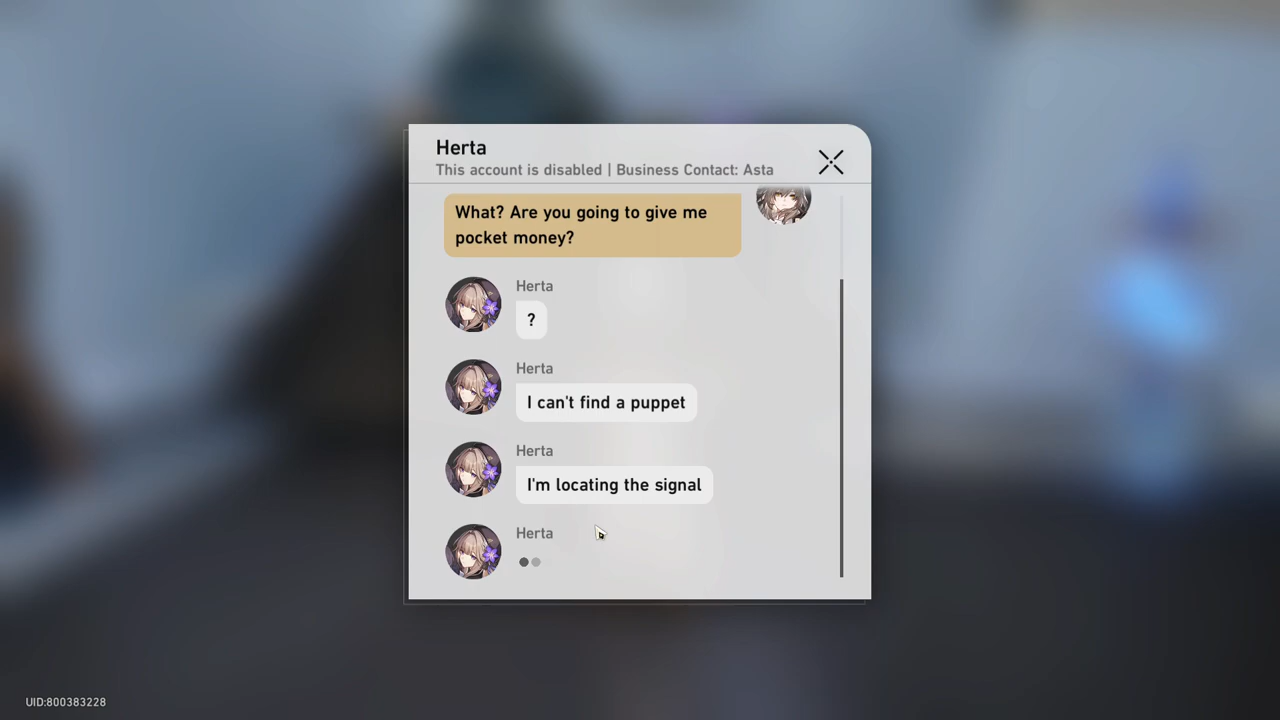 Herta
This account is disabled | Business Contact: Asta
What? Are you going to give me
pocket money?
Herta
?
Herta
I can't find a puppet
Herta
I'm locating the signal
Herta
UID:800383228